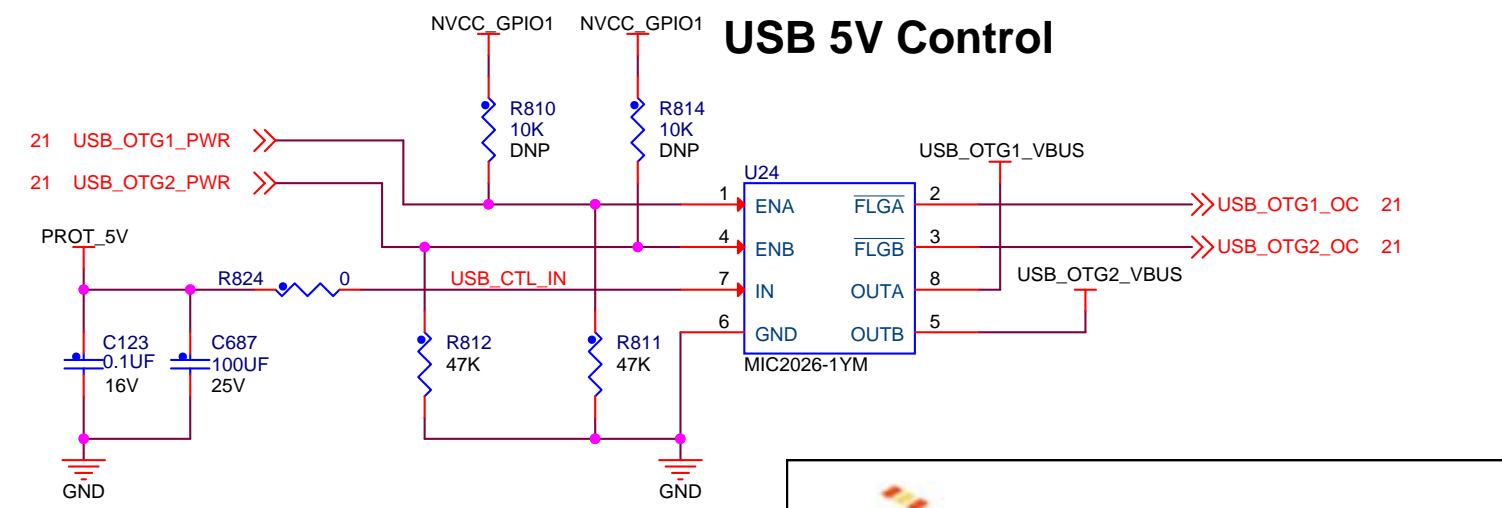 NVCC_GPIO1 NVCC_GPIO1 USB 5V Control
R810 R814
10K 10K
DNP DNP
21 USB_OTG1_PWR
21 USB_OTG2_PWR
USB_OTG1_VBUS
U24
1 ENA FLGA 2 USB_OTG1_OC 21
4 ENB FLGB 3 USB_OTG2_OC 21
PROT_5V
R824 0 USB_CTL_IN 7 IN OUTA 8 USB_OTG2_VBUS
6 GND OUTB 5
MIC2026-1YM
C123 C687 R812 R811
0.1UF 100UF 47K 47K
16V 25V
GND GND